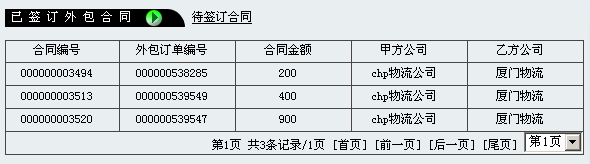 已签订外包合同 待签订合同
合同编号 外包订单编号 合同金额 甲方公司 乙方公司
000000003494 000000538285 200 chp物流公司 厦门物流
000000003513 000000539549 400 chp物流公司 厦门物流
000000003520 000000539547 900 chp物流公司 厦门物流
第1页 共3条记录/1页 [首页] [前一页] [后一页] [尾页] 第1页